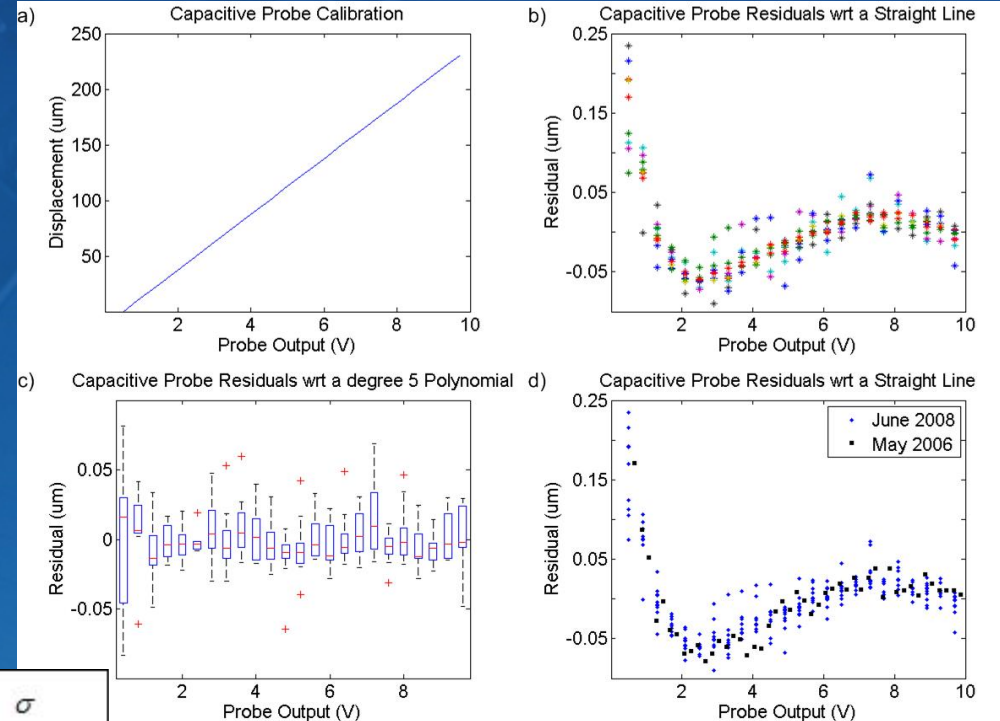 a) Capacitive Probe Calibration
250
200
150
100
50
Displacement (um)
2 4 6 8 10
Probe Output (V)
b) Capacitive Probe Residuals wrt a Straight Line
0.25
0.15
0.05
-0.05
Residual (um)
2 4 6 8 10
Probe Output (V)
c) Capacitive Probe Residuals wrt a degree 5 Polynomial
0.05
0
-0.05
Residual (um)
2 4 6 8
Probe Output (V)
d) Capacitive Probe Residuals wrt a Straight Line
0.25
0.15
0.05
-0.05
Residual (um)
June 2008
May 2006
2 4 6 8 10
Probe Output (V)
σ